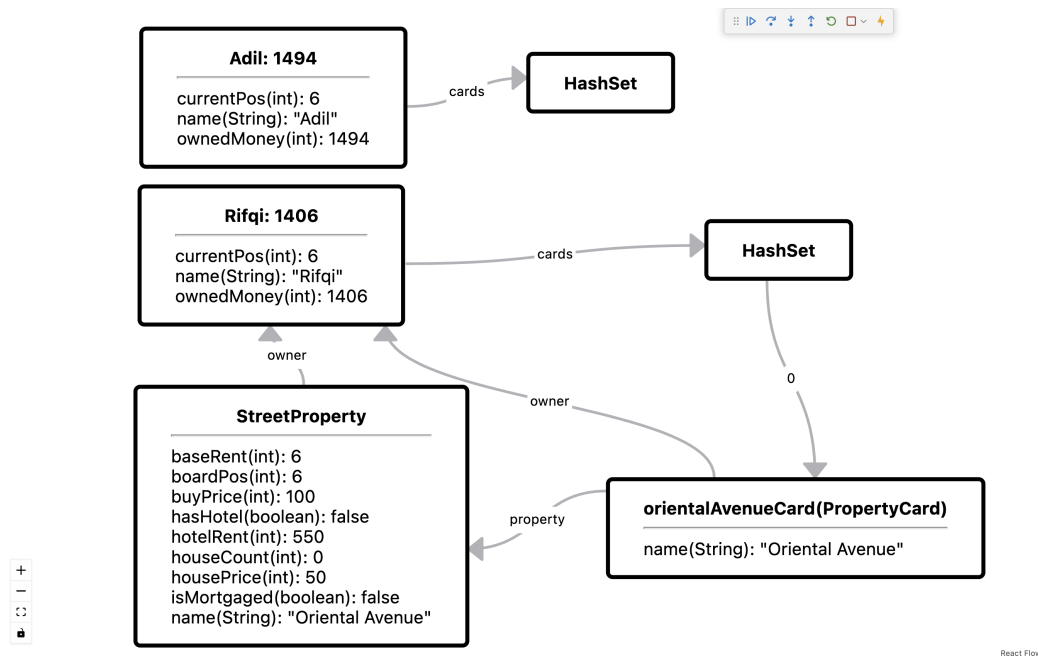 Adil: 1494
currentPos(int): 6
name(String): "Adil"
ownedMoney(int): 1494
cards
HashSet
Rifqi: 1406
currentPos(int): 6
name(String): "Rifqi"
ownedMoney(int): 1406
cards
HashSet
owner
owner
0
StreetProperty
baseRent(int): 6
boardPos(int): 6
buyPrice(int): 100
hasHotel(boolean): false
hotelRent(int): 550
houseCount(int): 0
housePrice(int): 50
isMortgaged(boolean): false
name(String): "Oriental Avenue"
property
orientalAvenueCard(PropertyCard)
name(String): "Oriental Avenue"
React Flow